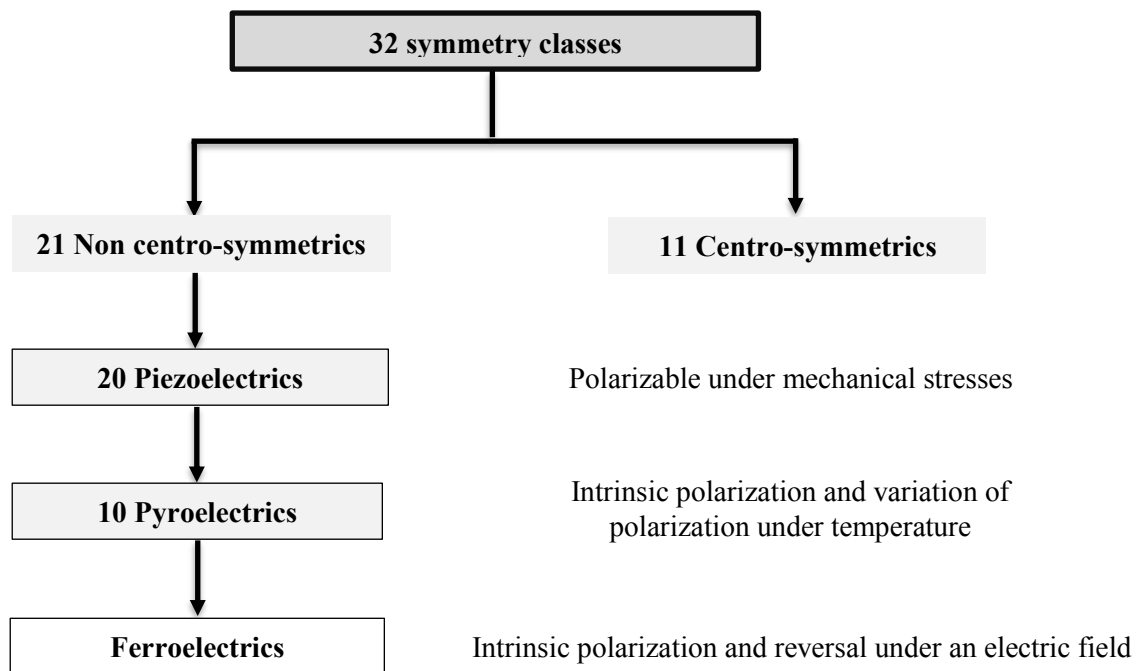 32 symmetry classes
21 Non centro-symmetrics
11 Centro-symmetrics
20 Piezoelectrics
Polarizable under mechanical stresses
10 Pyroelectrics
Intrinsic polarization and variation of
polarization under temperature
Ferroelectrics
Intrinsic polarization and reversal under an electric field